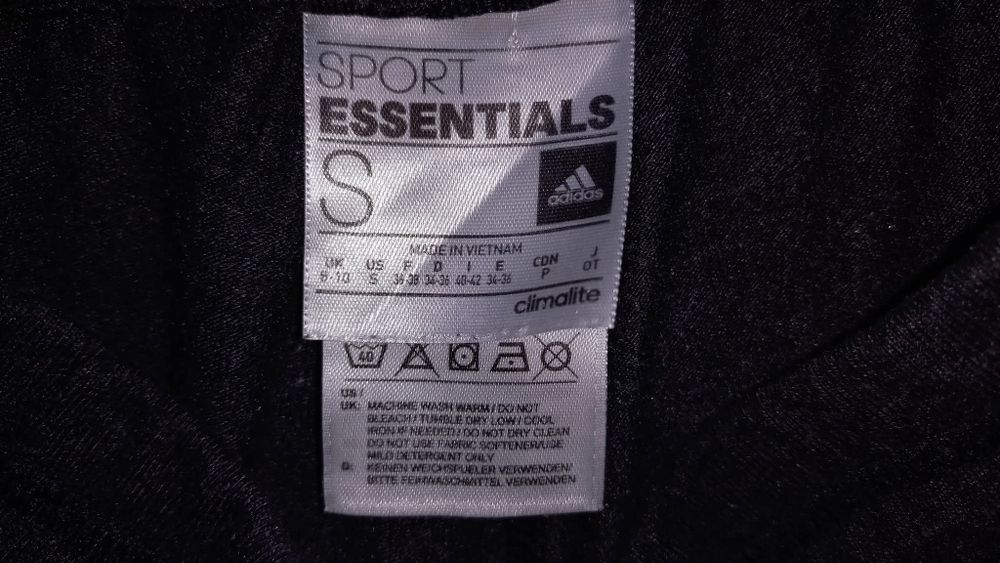 SPORT
ESSENTIALS
S
adidas
MADE IN VIETNAM
UK US F D I E CDN J
8-10 S 36-38 34-36 40-42 34-36 P OT
climalite
40
US /
UK: MACHINE WASH WARM / DO NOT
BLEACH / TUMBLE DRY LOW / COOL
IRON IF NEEDED / DO NOT DRY CLEAN
DO NOT USE FABRIC SOFTENER/USE
MILD DETERGENT ONLY
D: KEINEN WEICHSPUELER VERWENDEN/
BITTE FEINWASCHMITTEL VERWENDEN